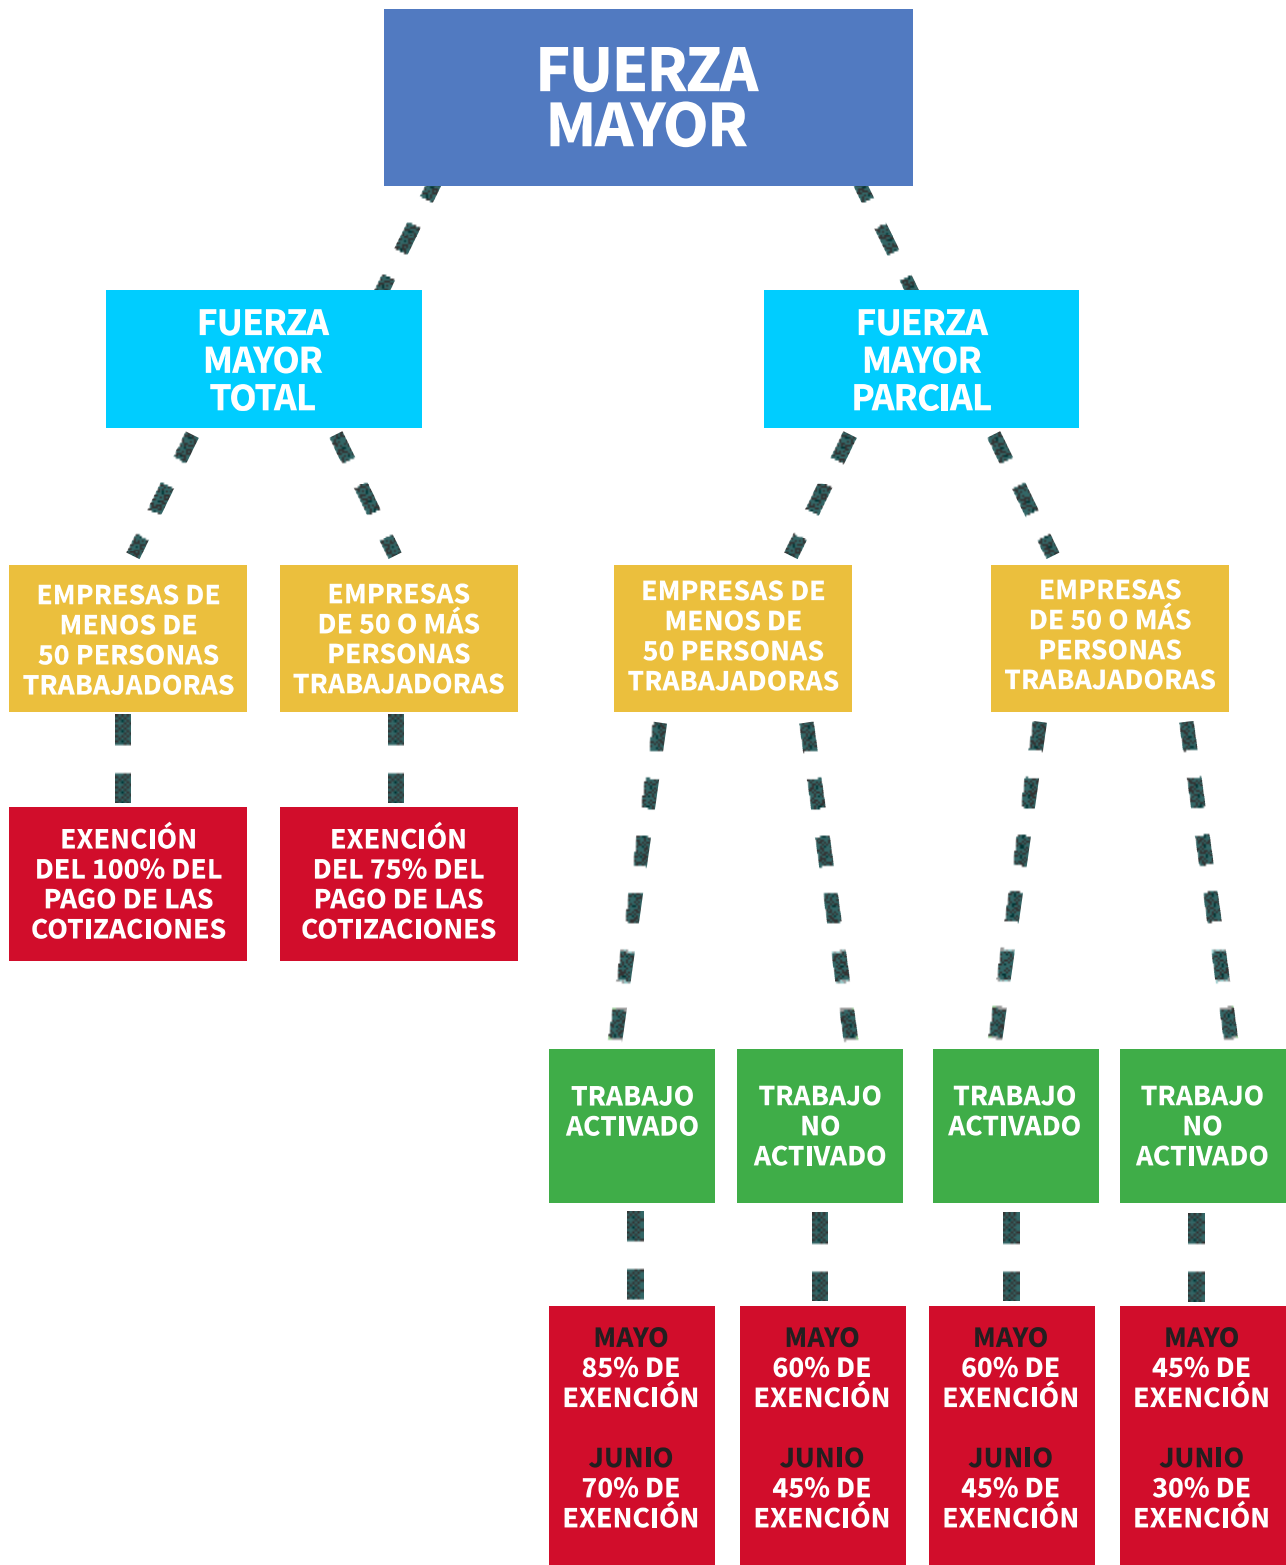 FUERZA
MAYOR
FUERZA
MAYOR
TOTAL
FUERZA
MAYOR
PARCIAL
EMPRESAS DE
MENOS DE
50 PERSONAS
TRABAJADORAS
EMPRESAS
DE 50 O MÁS
PERSONAS
TRABAJADORAS
EMPRESAS DE
MENOS DE
50 PERSONAS
TRABAJADORAS
EMPRESAS
DE 50 O MÁS
PERSONAS
TRABAJADORAS
EXENCIÓN
DEL 100% DEL
PAGO DE LAS
COTIZACIONES
EXENCIÓN
DEL 75% DEL
PAGO DE LAS
COTIZACIONES
TRABAJO
ACTIVADO
TRABAJO
NO
ACTIVADO
TRABAJO
ACTIVADO
TRABAJO
NO
ACTIVADO
MAYO
85% DE
EXENCIÓN
JUNIO
70% DE
EXENCIÓN
MAYO
60% DE
EXENCIÓN
JUNIO
45% DE
EXENCIÓN
MAYO
60% DE
EXENCIÓN
JUNIO
45% DE
EXENCIÓN
MAYO
45% DE
EXENCIÓN
JUNIO
30% DE
EXENCIÓN